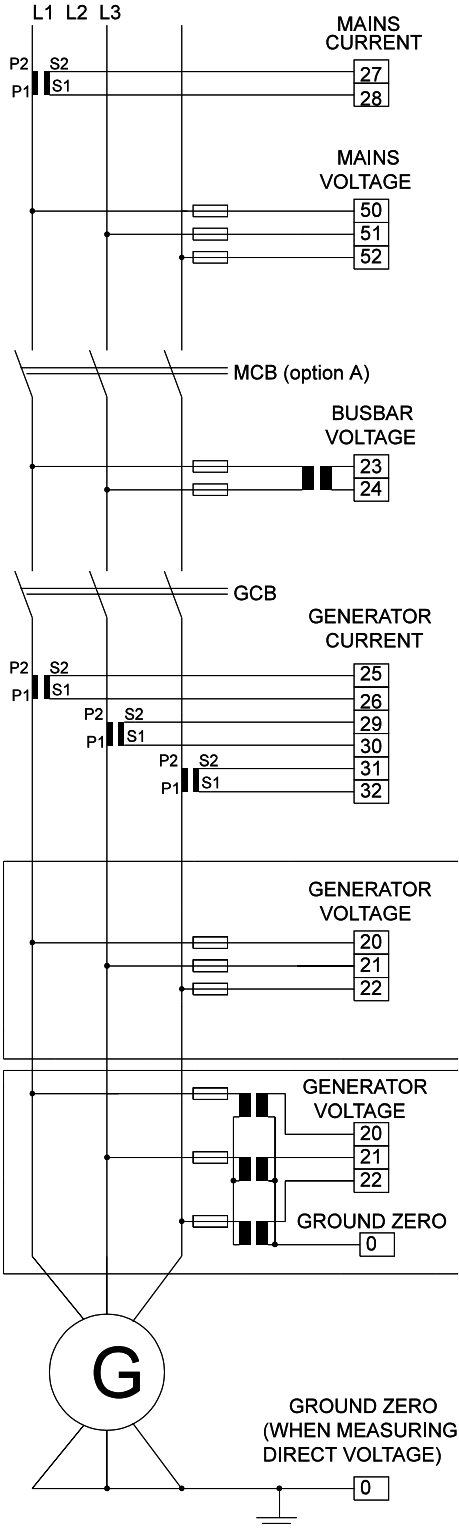 L1 L2 L3
MAINS
CURRENT
P2 S2
27
P1 S1
28
MAINS
VOLTAGE
50
51
52
MCB (option A)
BUSBAR
VOLTAGE
23
24
GCB
GENERATOR
CURRENT
P2 S2
25
P1 S1
26
P2 S2
29
P1 S1
30
P2 S2
31
P1 S1
32
GENERATOR
VOLTAGE
20
21
22
GENERATOR
VOLTAGE
20
21
22
GROUND ZERO
0
G
GROUND ZERO
(WHEN MEASURING
DIRECT VOLTAGE)
0